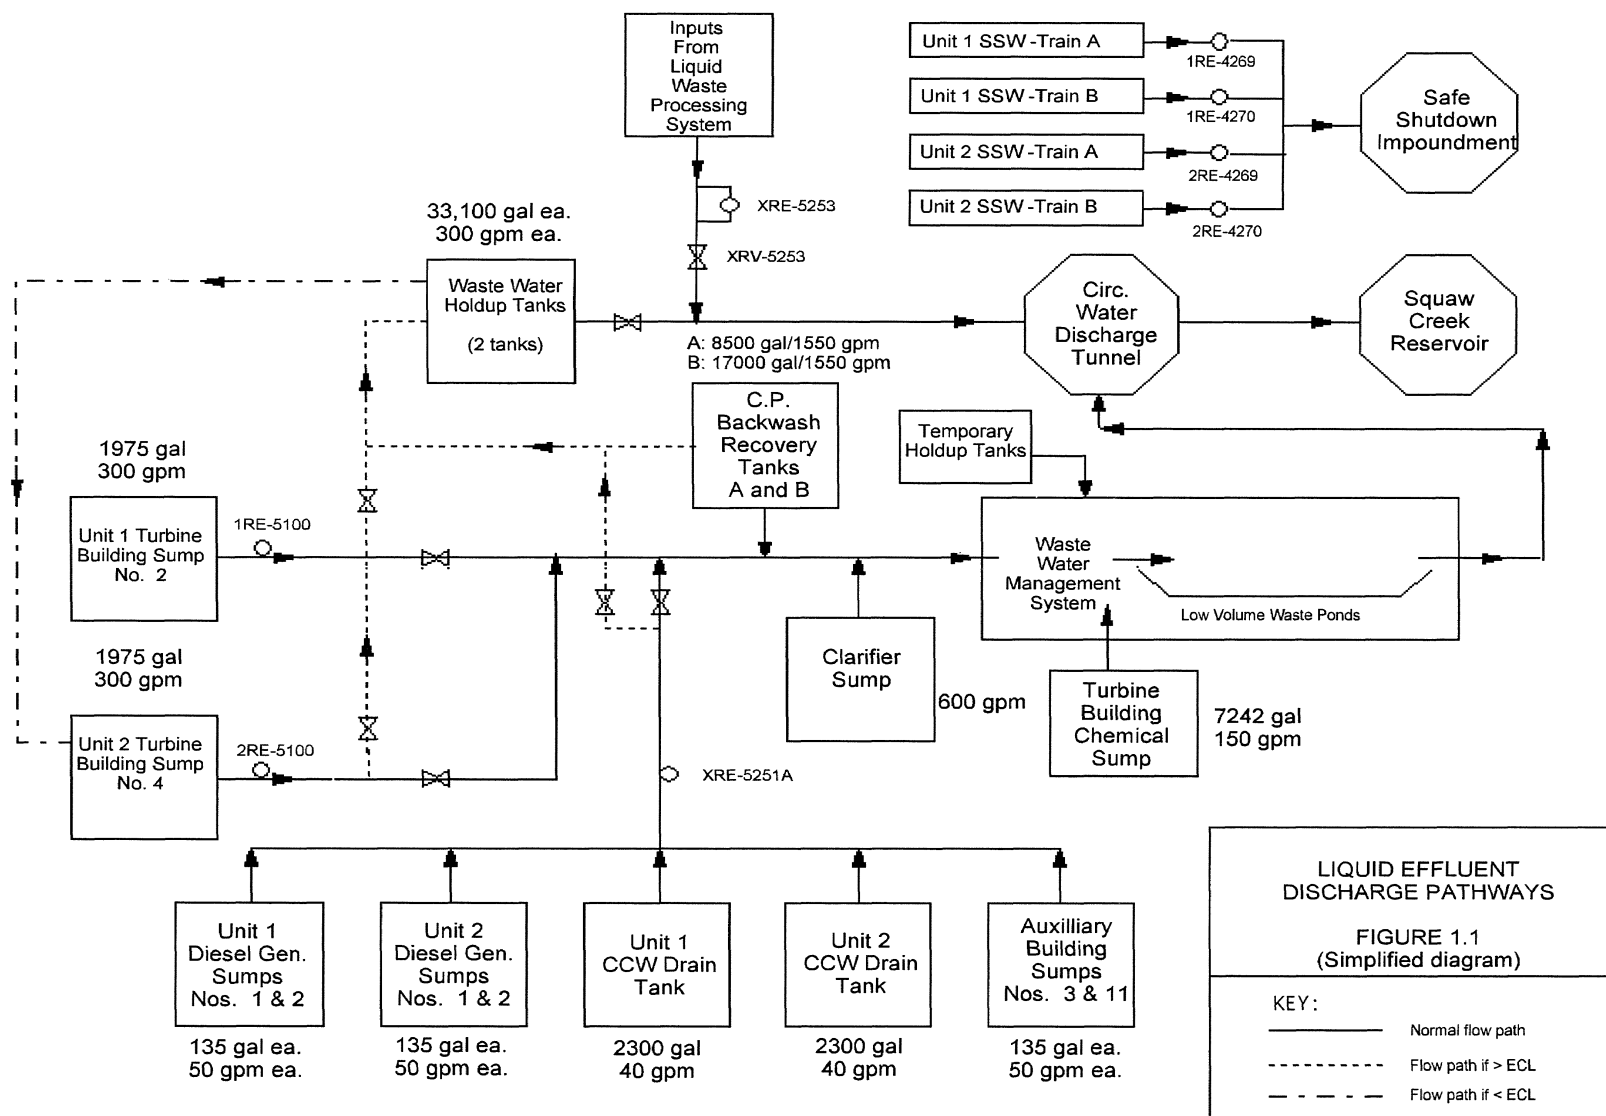 Inputs
From
Liquid
Waste
Processing
System
Unit 1 SSW -Train A
1RE-4269
Unit 1 SSW -Train B
1RE-4270
Unit 2 SSW -Train A
2RE-4269
Unit 2 SSW -Train B
2RE-4270
Safe
Shutdown
Impoundment
XRE-5253
XRV-5253
33,100 gal ea.
300 gpm ea.
Waste Water
Holdup Tanks
(2 tanks)
A: 8500 gal/1550 gpm
B: 17000 gal/1550 gpm
Circ.
Water
Discharge
Tunnel
Squaw
Creek
Reservoir
C.P.
Backwash
Recovery
Tanks
A and B
Temporary
Holdup Tanks
1975 gal
300 gpm
Unit 1 Turbine
Building Sump
No. 2
1RE-5100
Waste
Water
Management
System
Low Volume Waste Ponds
1975 gal
300 gpm
Unit 2 Turbine
Building Sump
No. 4
2RE-5100
Clarifier
Sump
600 gpm
Turbine
Building
Chemical
Sump
7242 gal
150 gpm
XRE-5251A
Unit 1
Diesel Gen.
Sumps
Nos. 1 & 2
135 gal ea.
50 gpm ea.
Unit 2
Diesel Gen.
Sumps
Nos. 1 & 2
135 gal ea.
50 gpm ea.
Unit 1
CCW Drain
Tank
2300 gal
40 gpm
Unit 2
CCW Drain
Tank
2300 gal
40 gpm
Auxilliary
Building
Sumps
Nos. 3 & 11
135 gal ea.
50 gpm ea.
LIQUID EFFLUENT
DISCHARGE PATHWAYS
FIGURE 1.1
(Simplified diagram)
KEY:
Normal flow path
Flow path if > ECL
Flow path if < ECL